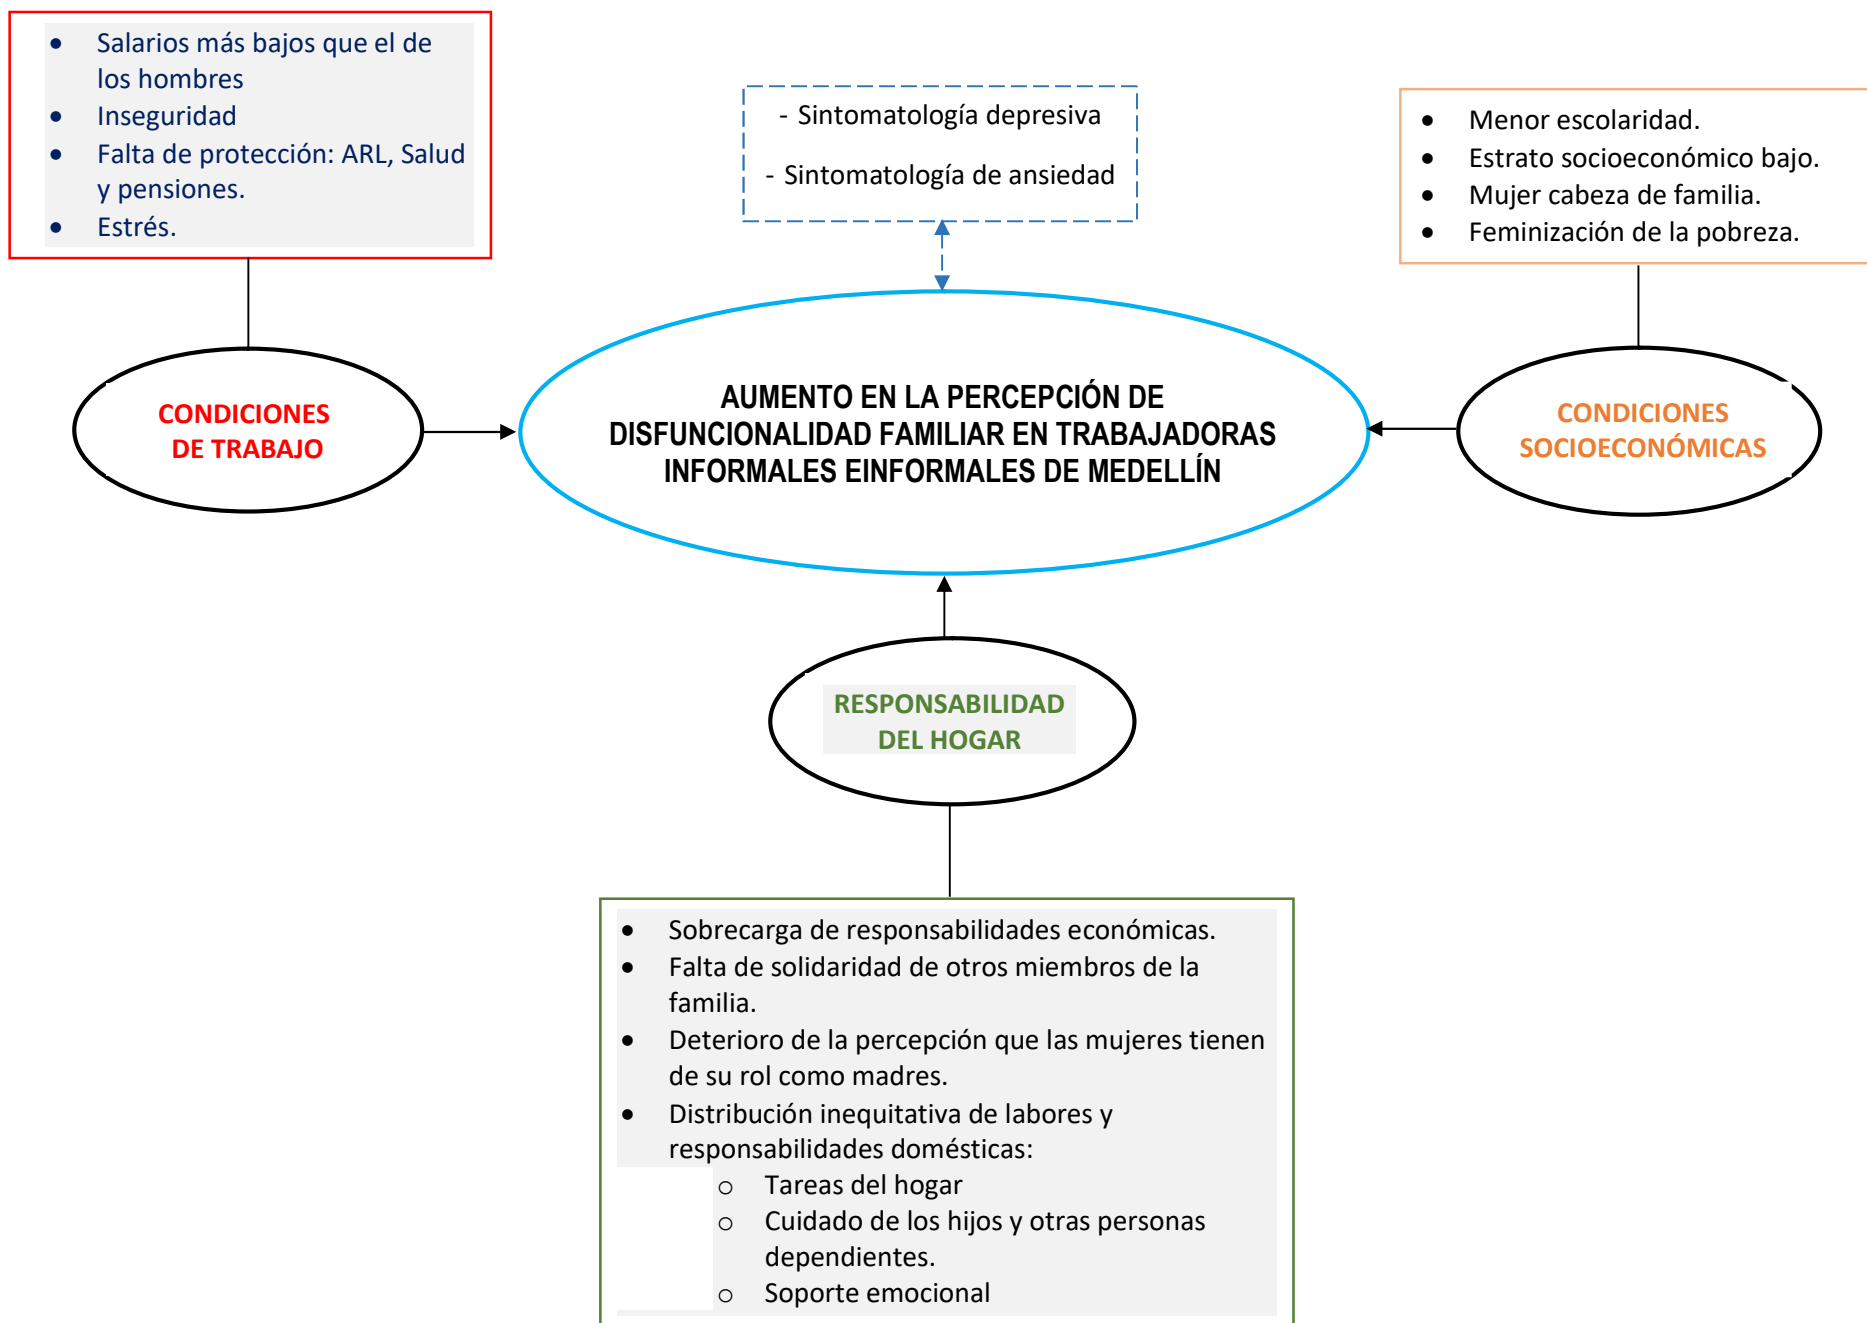 • Salarios más bajos que el de
los hombres
• Inseguridad
• Falta de protección: ARL, Salud
y pensiones.
• Estrés.
- Sintomatología depresiva
- Sintomatología de ansiedad
• Menor escolaridad.
• Estrato socioeconómico bajo.
• Mujer cabeza de familia.
• Feminización de la pobreza.
CONDICIONES
DE TRABAJO
AUMENTO EN LA PERCEPCIÓN DE
DISFUNCIONALIDAD FAMILIAR EN TRABAJADORAS
INFORMALES EINFORMALES DE MEDELLÍN
CONDICIONES
SOCIOECONÓMICAS
RESPONSABILIDAD
DEL HOGAR
• Sobrecarga de responsabilidades económicas.
• Falta de solidaridad de otros miembros de la
familia.
• Deterioro de la percepción que las mujeres tienen
de su rol como madres.
• Distribución inequitativa de labores y
responsabilidades domésticas:
o Tareas del hogar
o Cuidado de los hijos y otras personas
dependientes.
o Soporte emocional